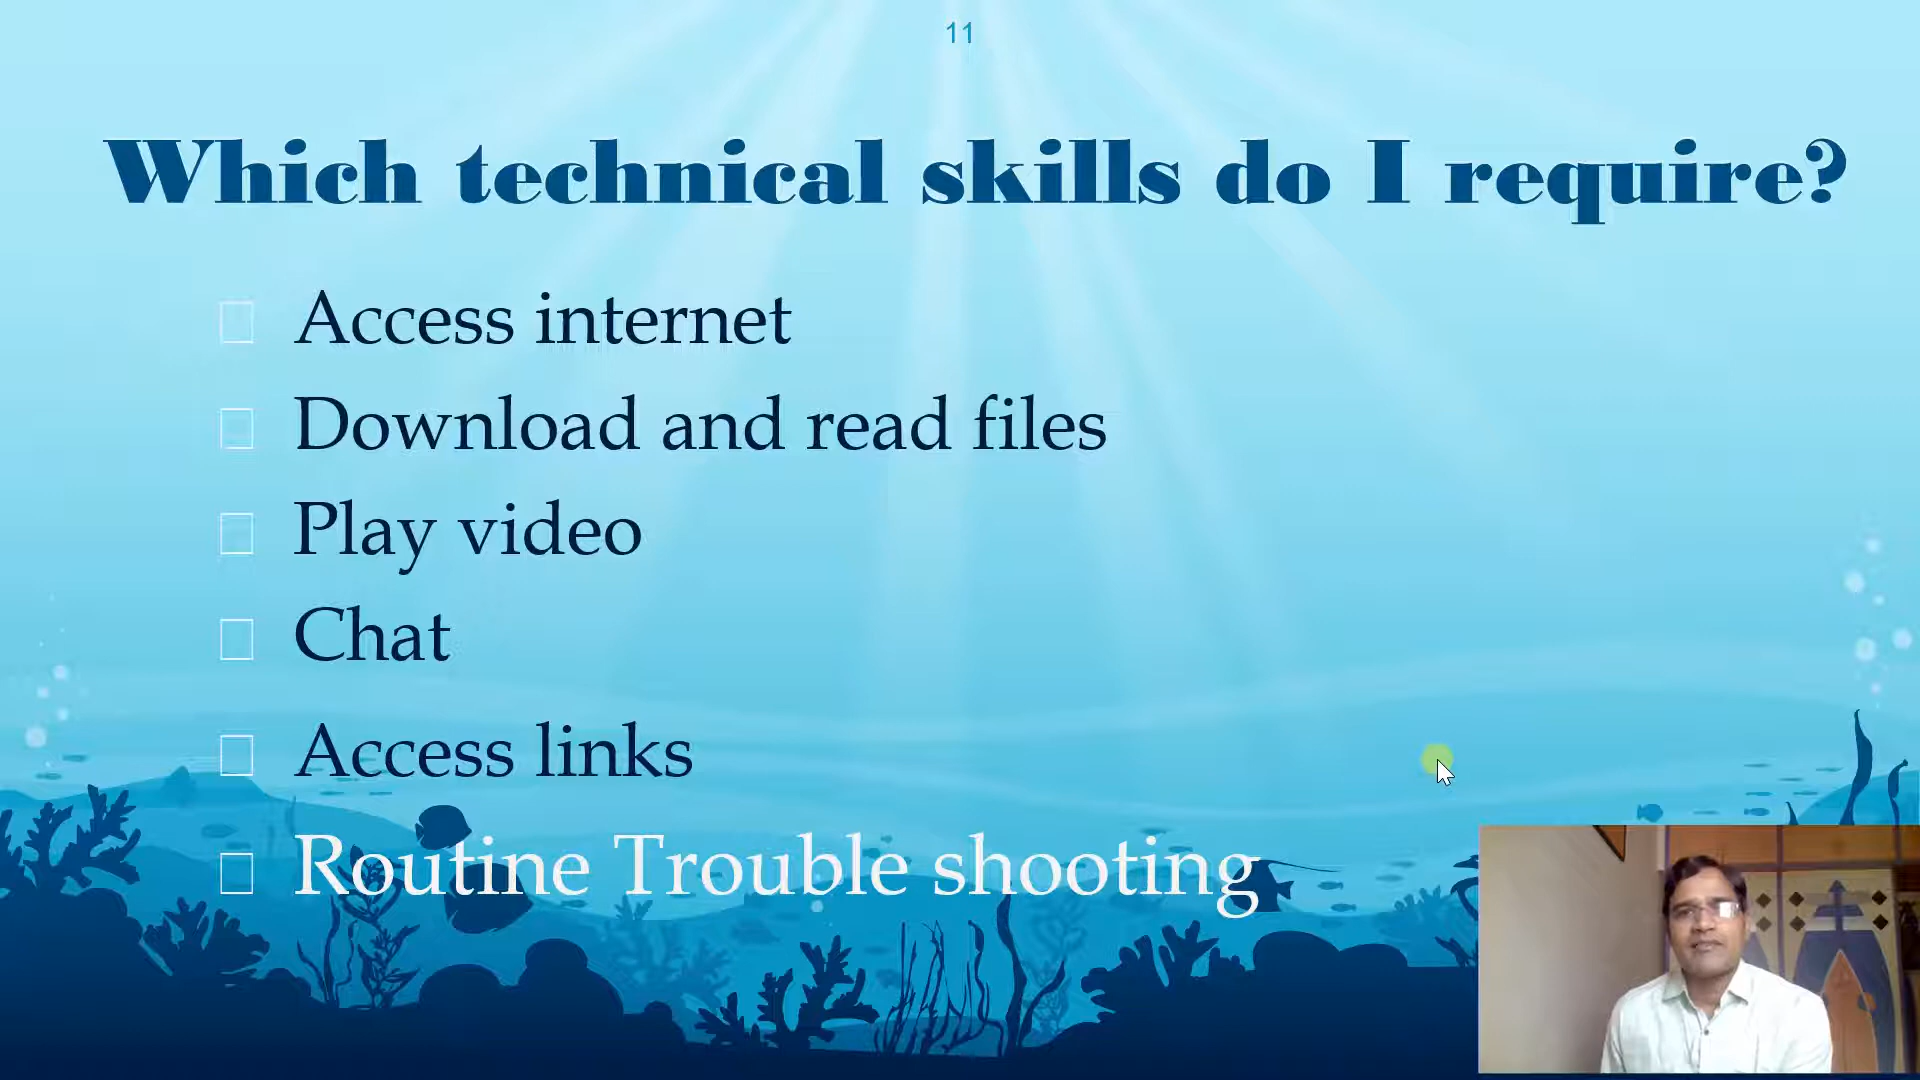 11
Which technical skills do I require?
Access internet
Download and read files
Play video
Chat
Access links
Routine Trouble shooting